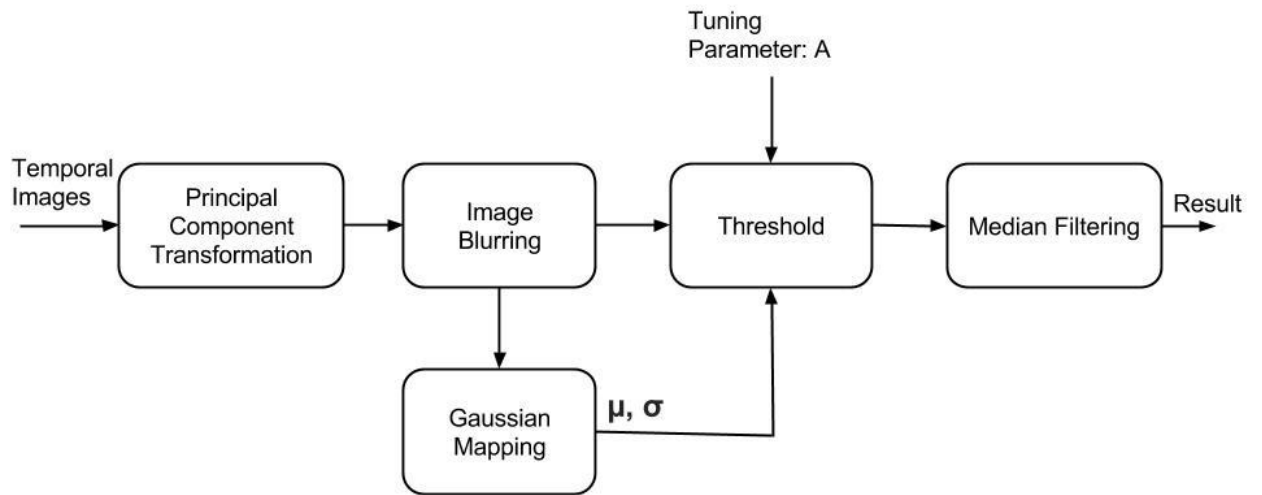 Tuning
Parameter: A
Temporal
Images
Principal
Component
Transformation
Image
Blurring
Threshold
Median Filtering
Result
Gaussian
Mapping
μ, σ